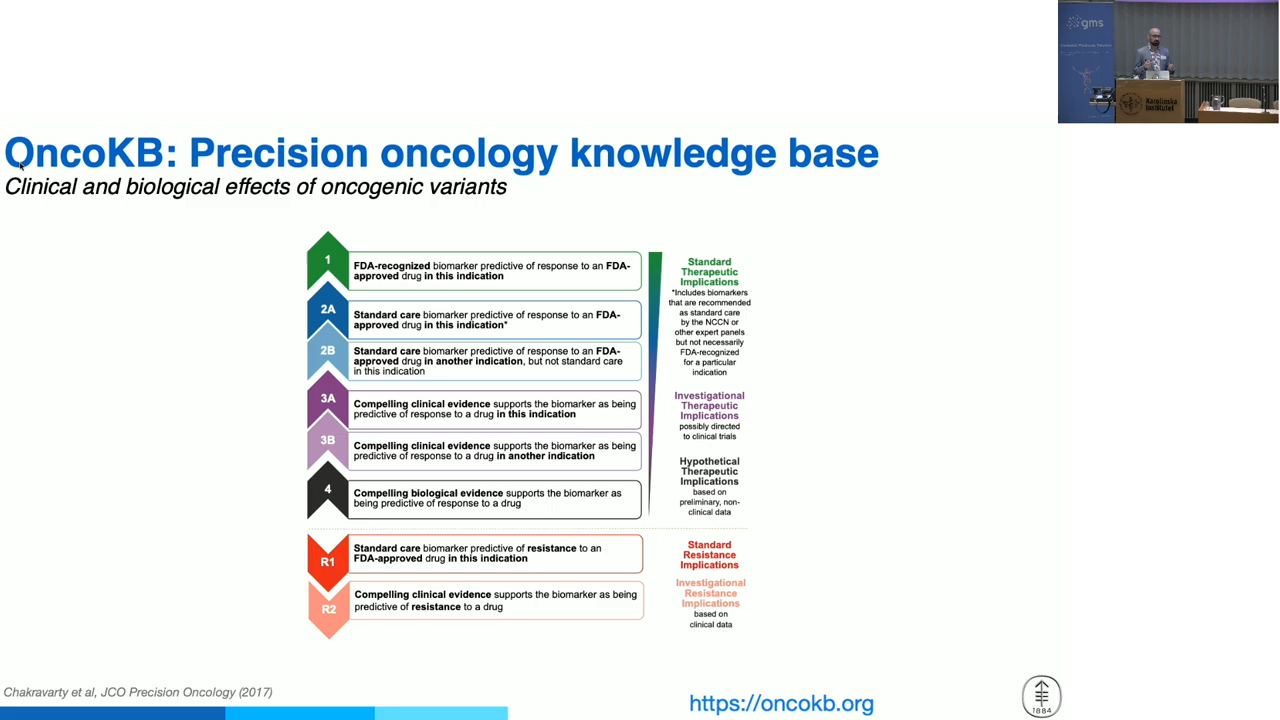 gms
Karolinska
Institutet
OncoKB: Precision oncology knowledge base
Clinical and biological effects of oncogenic variants
1
FDA-recognized biomarker predictive of response to an FDA-
approved drug in this indication
2A
Standard care biomarker predictive of response to an FDA-
approved drug in this indication*
2B
Standard care biomarker predictive of response to an FDA-
approved drug in another indication, but not standard care
in this indication
3A
Compelling clinical evidence supports the biomarker as being
predictive of response to a drug in this indication
3B
Compelling clinical evidence supports the biomarker as being
predictive of response to a drug in another indication
4
Compelling biological evidence supports the biomarker as
being predictive of response to a drug
R1
Standard care biomarker predictive of resistance to an
FDA-approved drug in this indication
R2
Compelling clinical evidence supports the biomarker as being
predictive of resistance to a drug
Standard
Therapeutic
Implications
*Includes biomarkers
that are recommended
as standard care
by the NCCN or
other expert panels
but not necessarily
FDA-recognized
for a particular
indication
Investigational
Therapeutic
Implications
possibly directed
to clinical trials
Hypothetical
Therapeutic
Implications
based on
preliminary, non-
clinical data
Standard
Resistance
Implications
Investigational
Resistance
Implications
based on
clinical data
Chakravarty et al, JCO Precision Oncology (2017)
https://oncokb.org
1884